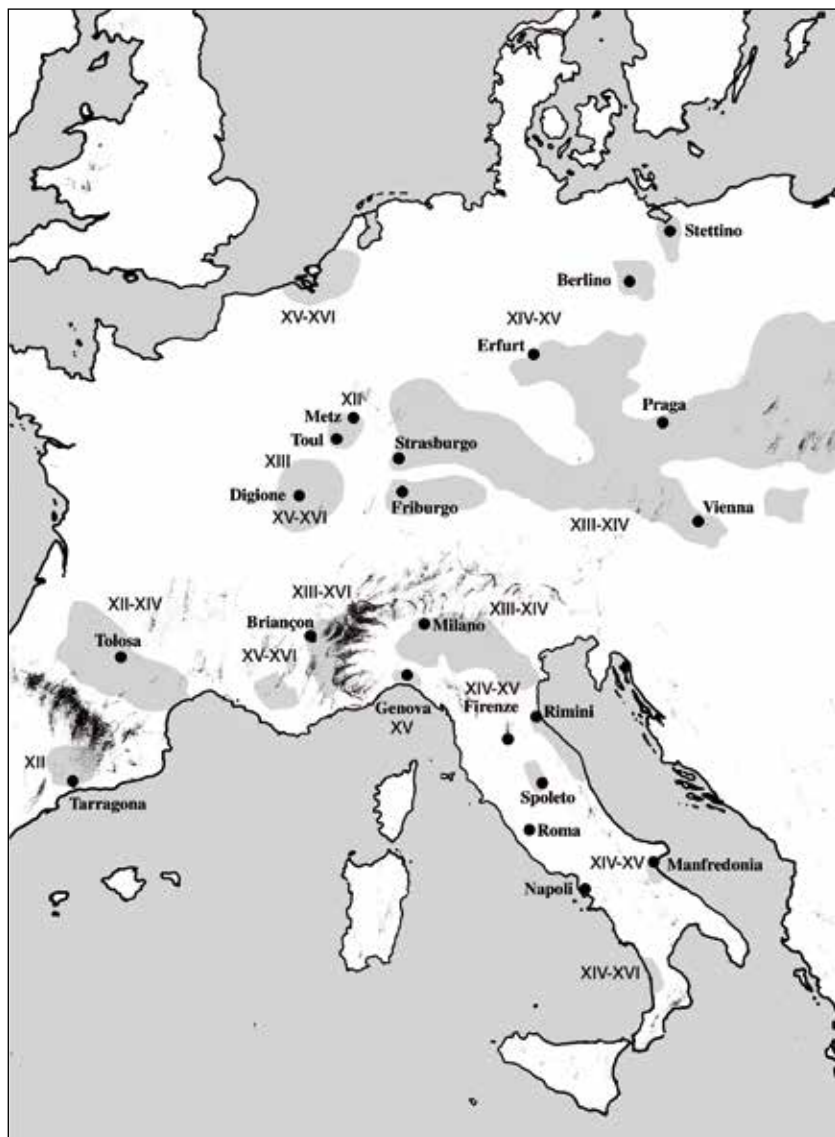 Stettino
Berlino
XV-XVI
XIV-XV
Erfurt
XII
Metz
Praga
Toul
Strasburgo
XIII
Digione
Friburgo
XV-XVI
Vienna
XIII-XIV
XIII-XVI
XII-XIV
XIII-XIV
Briançon
Milano
Tolosa
XV-XVI
Genova
XV
XIV-XV
Firenze
Rimini
XII
Tarragona
Spoleto
Roma
XIV-XV
Manfredonia
Napoli
XIV-XVI